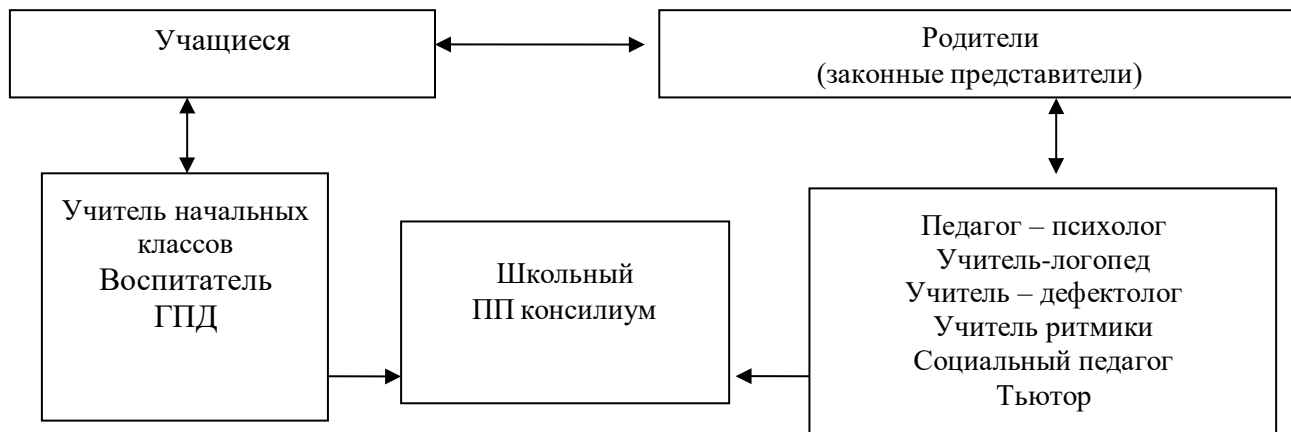 Учащиеся
Родители
(законные представители)
Учитель начальных
классов
Воспитатель
ГПД
Школьный
ПП консилиум
Педагог – психолог
Учитель-логопед
Учитель – дефектолог
Учитель ритмики
Социальный педагог
Тьютор